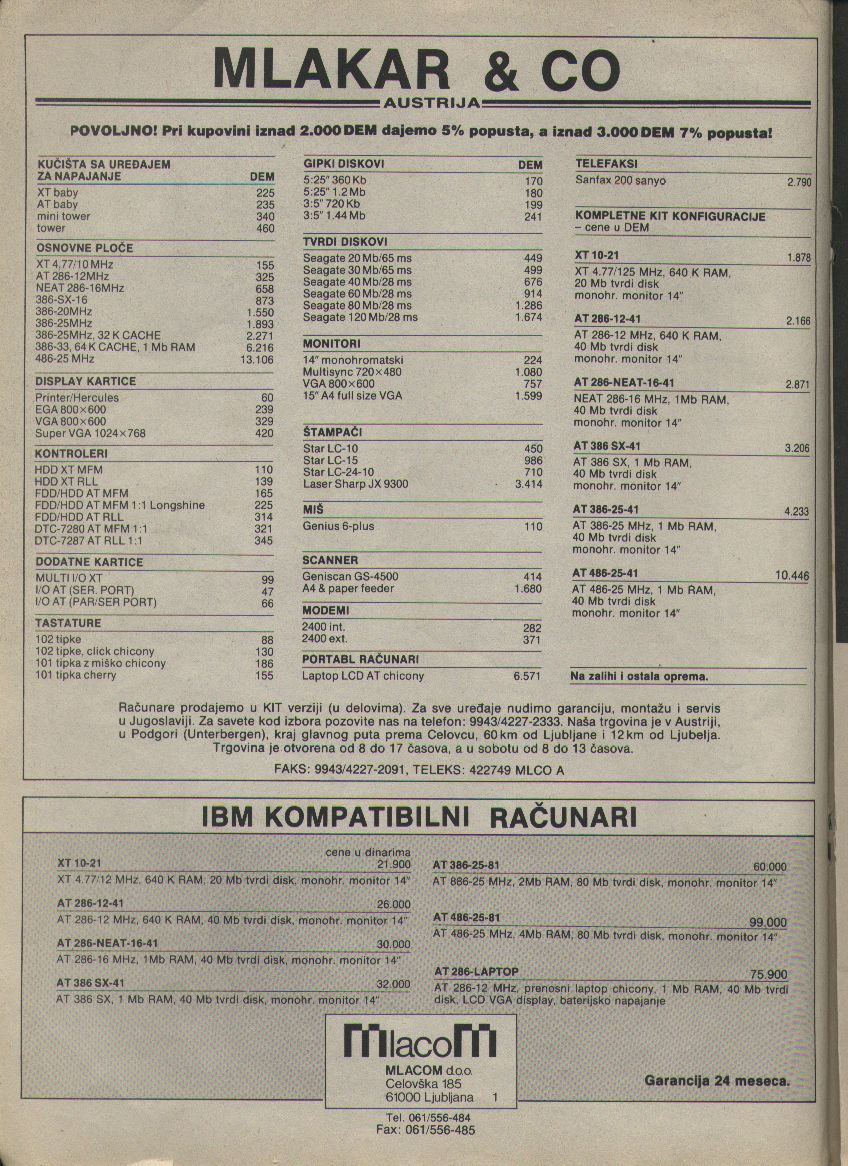 MLAKAR & CO
AUSTRIJA
POVOLJNO! Pri kupovini iznad 2.000 DEM dajemo 5% popusta, a iznad 3.000 DEM 7% popusta!
KUČIŠTA SA UREĐAJEM
ZA NAPAJANJE DEM
XT baby 225
AT baby 235
mini tower 340
tower 460
OSNOVNE PLOČE
XT 4,77/10 MHz 155
AT 286-12MHz 325
NEAT 286-16MHz 658
386-SX-16 873
386-20MHz 1.550
386-25MHz 1.893
386-25MHz, 32 K CACHE 2.271
386-33, 64 K CACHE, 1 Mb RAM 6.216
486-25 MHz 13.106
DISPLAY KARTICE
Printer/Hercules 60
EGA 800×600 239
VGA 800×600 329
Super VGA 1024×768 420
KONTROLERI
HDD XT MFM 110
HDD XT RLL 139
FDD/HDD AT MFM 165
FDD/HDD AT MFM 1:1 Longshine 225
FDD/HDD AT RLL 314
DTC-7280 AT MFM 1:1 321
DTC-7287 AT RLL 1:1 345
DODATNE KARTICE
MULTI I/O XT 99
I/O AT (SER. PORT) 47
I/O AT (PAR/SER PORT) 66
TASTATURE
102 tipke 88
102 tipke, click chicony 130
101 tipka z miško chicony 186
101 tipka cherry 155
GIPKI DISKOVI DEM
5:25" 360 Kb 170
5:25" 1.2 Mb 180
3:5" 720 Kb 199
3:5" 1.44 Mb 241
TVRDI DISKOVI
Seagate 20 Mb/65 ms 449
Seagate 30 Mb/65 ms 499
Seagate 40 Mb/28 ms 676
Seagate 60 Mb/28 ms 914
Seagate 80 Mb/28 ms 1.286
Seagate 120 Mb/28 ms 1.674
MONITORI
14" monohromatski 224
Multisync 720×480 1.080
VGA 800×600 757
15" A4 full size VGA 1.599
ŠTAMPAČI
Star LC-10 450
Star LC-15 986
Star LC-24-10 710
Laser Sharp JX 9300 3.414
MIŠ
Genius 6-plus 110
SCANNER
Geniscan GS-4500 414
A4 & paper feeder 1.680
MODEMI
2400 int. 282
2400 ext. 371
PORTABL RAČUNARI
Laptop LCD AT chicony 6.571
TELEFAKSI
Sanfax 200 sanyo 2.790
KOMPLETNE KIT KONFIGURACIJE
– cene u DEM
XT 10-21 1.878
XT 4.77/125 MHz, 640 K RAM,
20 Mb tvrdi disk
monohr. monitor 14"
AT 286-12-41 2.166
AT 286-12 MHz, 640 K RAM,
40 Mb tvrdi disk
monohr. monitor 14"
AT 286-NEAT-16-41 2.871
NEAT 286-16 MHz, 1Mb RAM,
40 Mb tvrdi disk
monohr. monitor 14"
AT 386 SX-41 3.206
AT 386 SX, 1 Mb RAM,
40 Mb tvrdi disk
monohr. monitor 14"
AT 386-25-41 4.233
AT 386-25 MHz, 1 Mb RAM,
40 Mb tvrdi disk
monohr. monitor 14"
AT 486-25-41 10.446
AT 486-25 MHz, 1 Mb RAM,
40 Mb tvrdi disk
monohr. monitor 14"
Na zalihi i ostala oprema.
Računare prodajemo u KIT verziji (u delovima). Za sve uređaje nudimo garanciju, montažu i servis
u Jugoslaviji. Za savete kod izbora pozovite nas na telefon: 9943/4227-2333. Naša trgovina je v Austriji,
u Podgori (Unterbergen), kraj glavnog puta prema Celovcu, 60 km od Ljubljane i 12 km od Ljubelja.
Trgovina je otvorena od 8 do 17 časova, a u sobotu od 8 do 13 časova.
FAKS: 9943/4227-2091, TELEKS: 422749 MLCO A
IBM KOMPATIBILNI RAČUNARI
cene u dinarima
XT 10-21 21.900
XT 4.77/12 MHz, 640 K RAM, 20 Mb tvrdi disk, monohr. monitor 14"
AT 286-12-41 26.000
AT 286-12 MHz, 640 K RAM, 40 Mb tvrdi disk, monohr. monitor 14"
AT 286-NEAT-16-41 30.000
AT 286-16 MHz, 1Mb RAM, 40 Mb tvrdi disk, monohr. monitor 14"
AT 386 SX-41 32.000
AT 386 SX, 1 Mb RAM, 40 Mb tvrdi disk, monohr. monitor 14"
AT 386-25-81 60.000
AT 886-25 MHz, 2Mb RAM, 80 Mb tvrdi disk, monohr. monitor 14"
AT 486-25-81 99.000
AT 486-25 MHz, 4Mb RAM, 80 Mb tvrdi disk, monohr. monitor 14"
AT 286-LAPTOP 75.900
AT 286-12 MHz, prenosni laptop chicony, 1 Mb RAM, 40 Mb tvrdi
disk, LCD VGA display, baterijsko napajanje
mlacom
MLACOM d.o.o.
Celovška 185
61000 Ljubljana 1
Garancija 24 meseca.
Tel. 061/556-484
Fax: 061/556-485